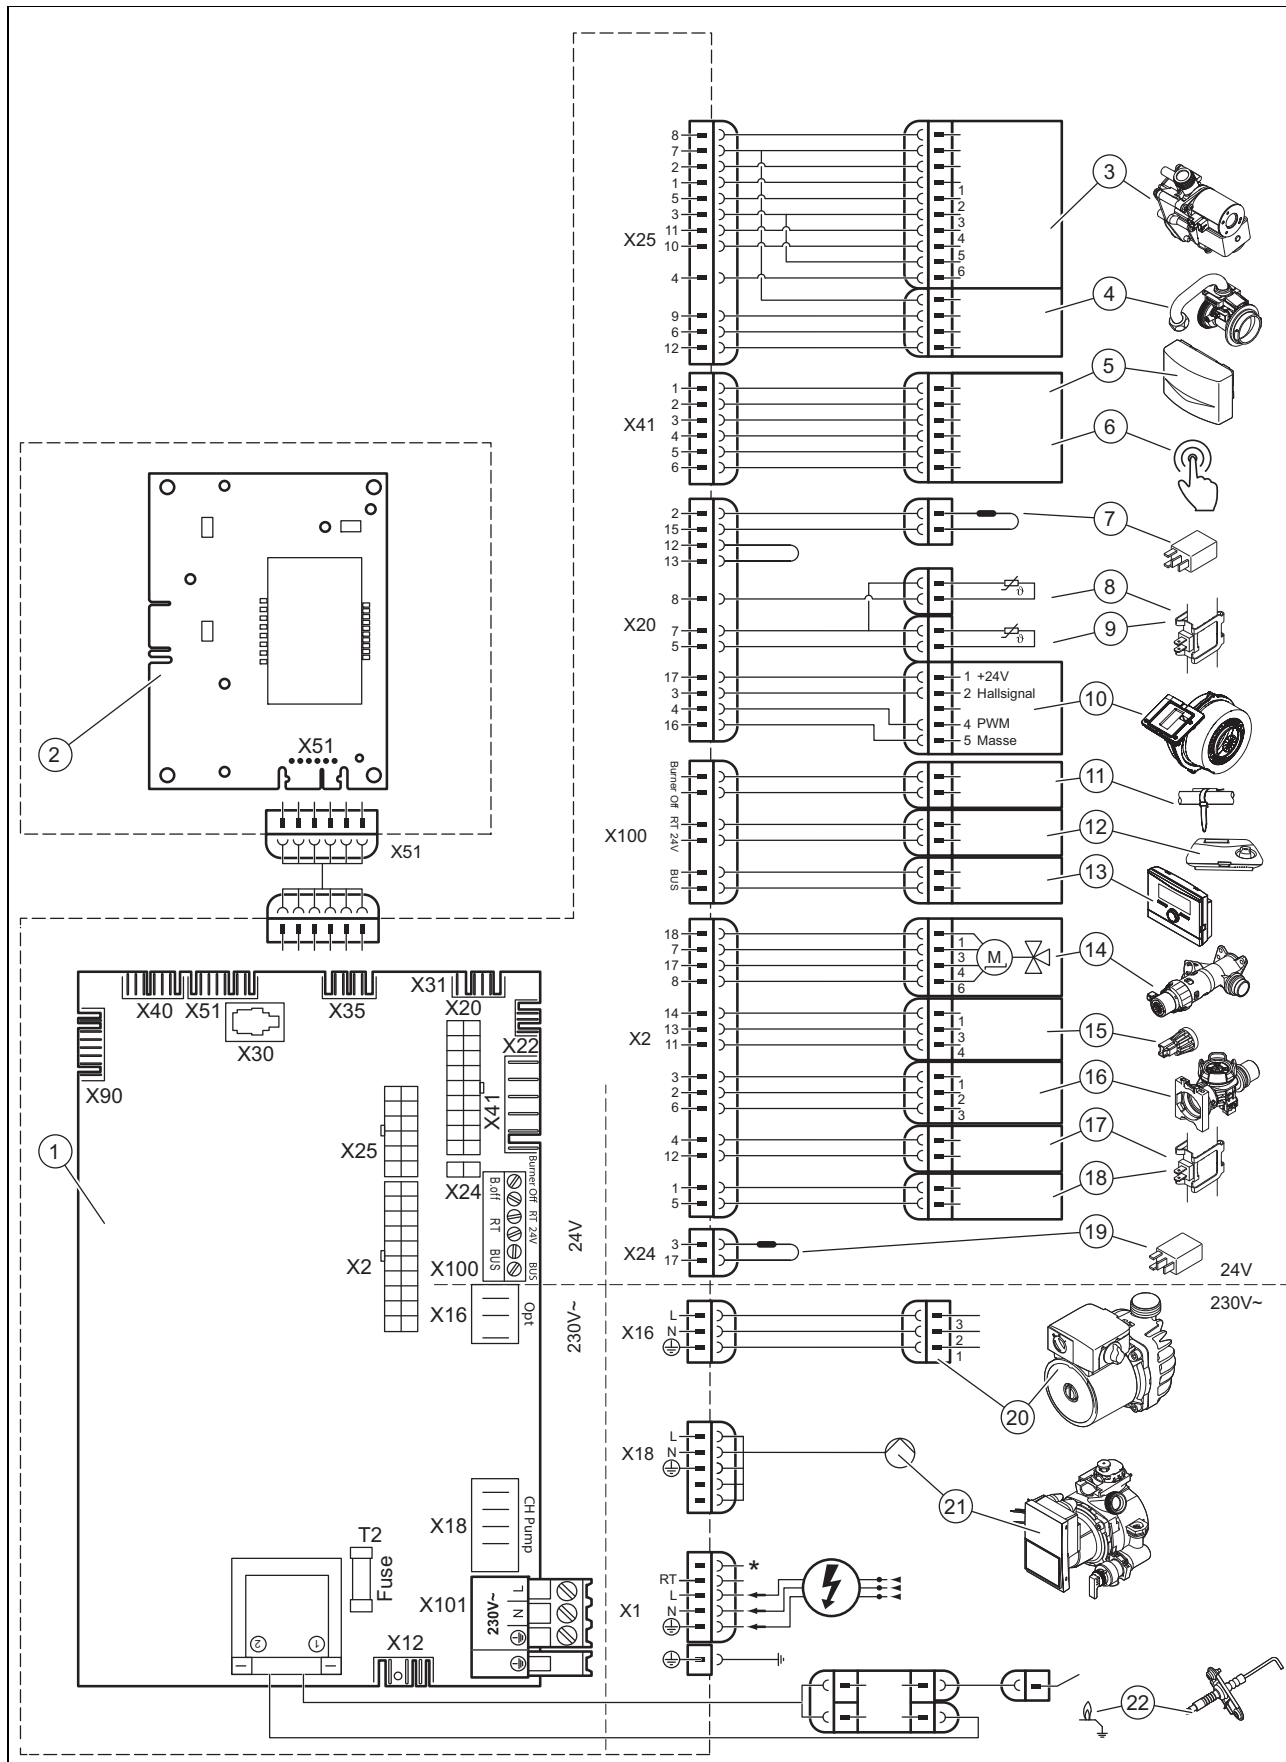 X25
8
7
2
1
5
3
11
10
4
9
6
12
1
2
3
4
5
6
3
4
X41
1
2
3
4
5
6
5
6
X20
2
15
12
13
8
7
5
17
3
4
16
ϑ
ϑ
1 +24V
2 Hallsignal
4 PWM
5 Masse
7
8
9
10
X100
Burner Off
RT 24V
BUS
11
12
13
X2
18
7
17
8
14
13
11
3
2
6
4
12
1
5
1
3
4
6
M
1
3
4
1
2
3
14
15
16
17
18
X24
3
17
19
24V
230V~
X16
L
N
3
2
1
20
X18
L
N
21
X1
*
RT
L
N
22
2
X51
X51
1
X40
X51
X35
X31
X20
X30
X22
X90
X41
X25
X24
X2
X100
B.off
RT
BUS
Burner Off
RT 24V
BUS
24V
230V~
X16
Opt
X18
CH Pump
T2
Fuse
X101
230V~
L
N
X12
2
1